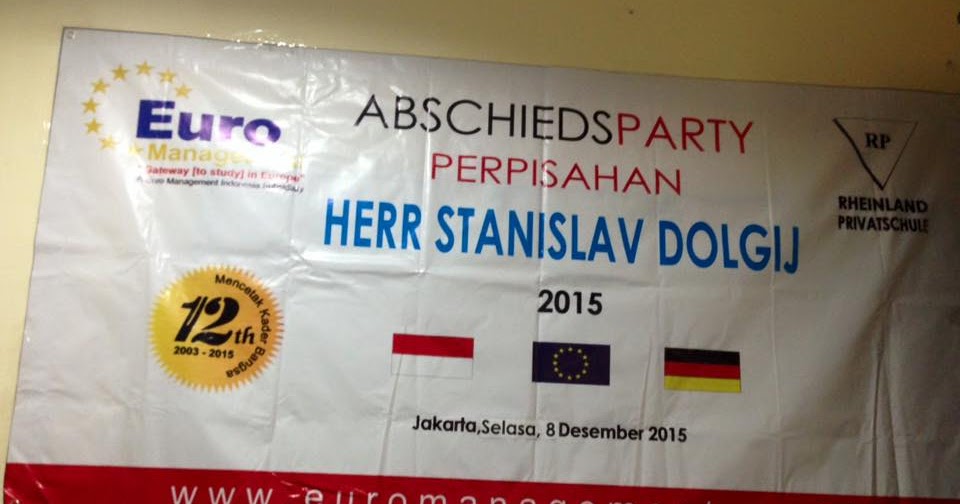 Euro
Management
"Gateway [to study] in Europe"
ABSCHIEDSPARTY
PERPISAHAN
HERR STANISLAV DOLGIJ
2015
RP
RHEINLAND
PRIVATSCHULE
Mencetak Kader Bangsa
12th
2003 - 2015
Jakarta,Selasa, 8 Desember 2015